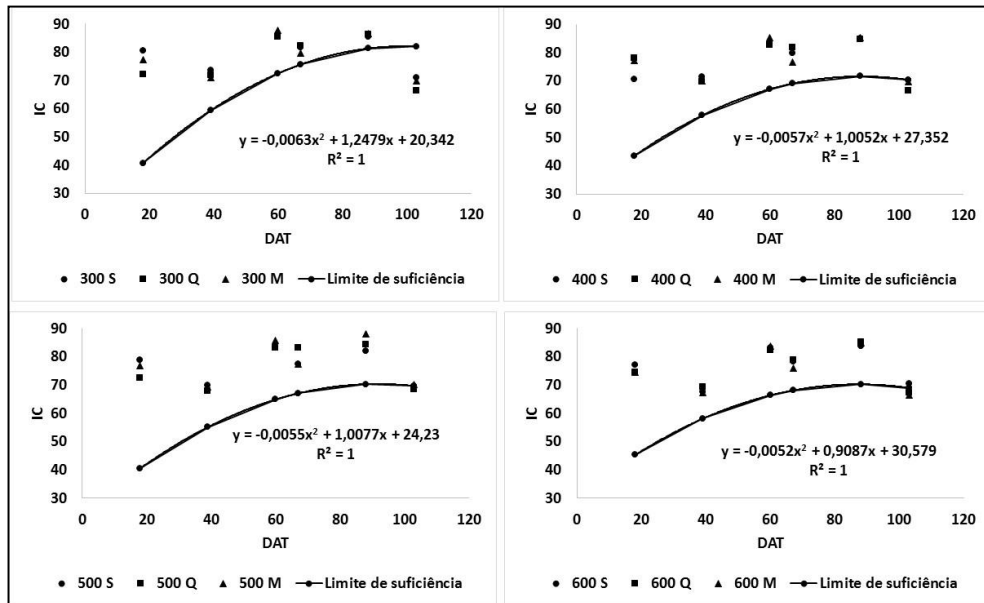 90
80
70
60
50
40
30
IC
y = -0,0063x² + 1,2479x + 20,342
R² = 1
0 20 40 60 80 100 120
DAT
300 S 300 Q 300 M Limite de suficiência
90
80
70
60
50
40
30
IC
y = -0,0057x² + 1,0052x + 27,352
R² = 1
0 20 40 60 80 100 120
DAT
400 S 400 Q 400 M Limite de suficiência
90
80
70
60
50
40
30
IC
y = -0,0055x² + 1,0077x + 24,23
R² = 1
0 20 40 60 80 100 120
DAT
500 S 500 Q 500 M Limite de suficiência
90
80
70
60
50
40
30
IC
y = -0,0052x² + 0,9087x + 30,579
R² = 1
0 20 40 60 80 100 120
DAT
600 S 600 Q 600 M Limite de suficiência